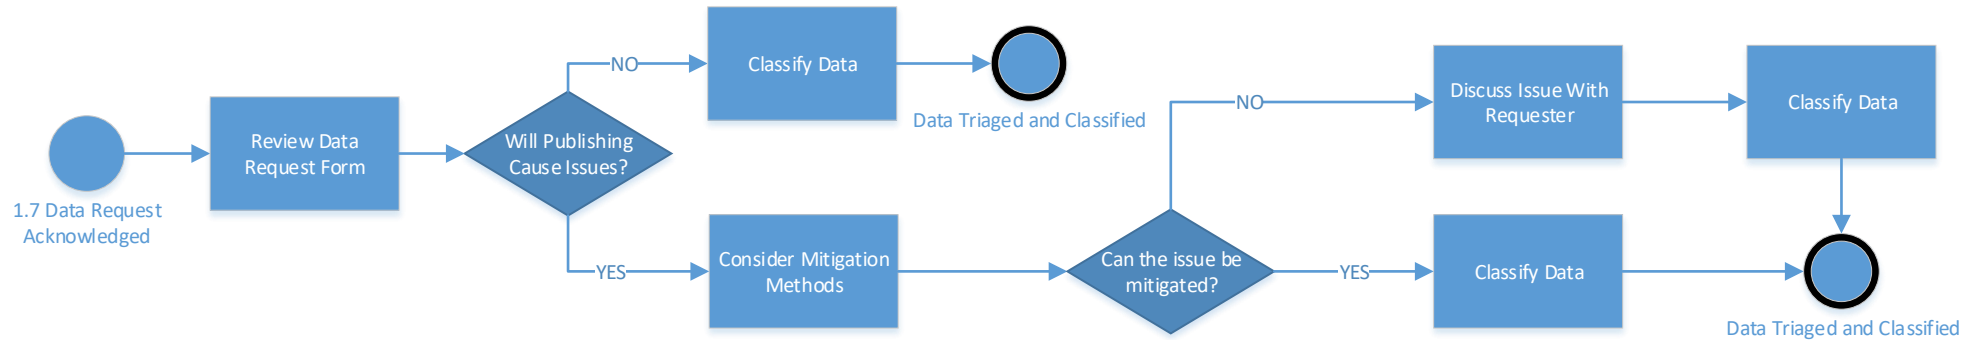 1.7 Data Request
Acknowledged
Review Data
Request Form
Will Publishing
Cause Issues?
NO
Classify Data
Data Triaged and Classified
YES
Consider Mitigation
Methods
Can the issue be
mitigated?
NO
Discuss Issue With
Requester
Classify Data
YES
Classify Data
Data Triaged and Classified